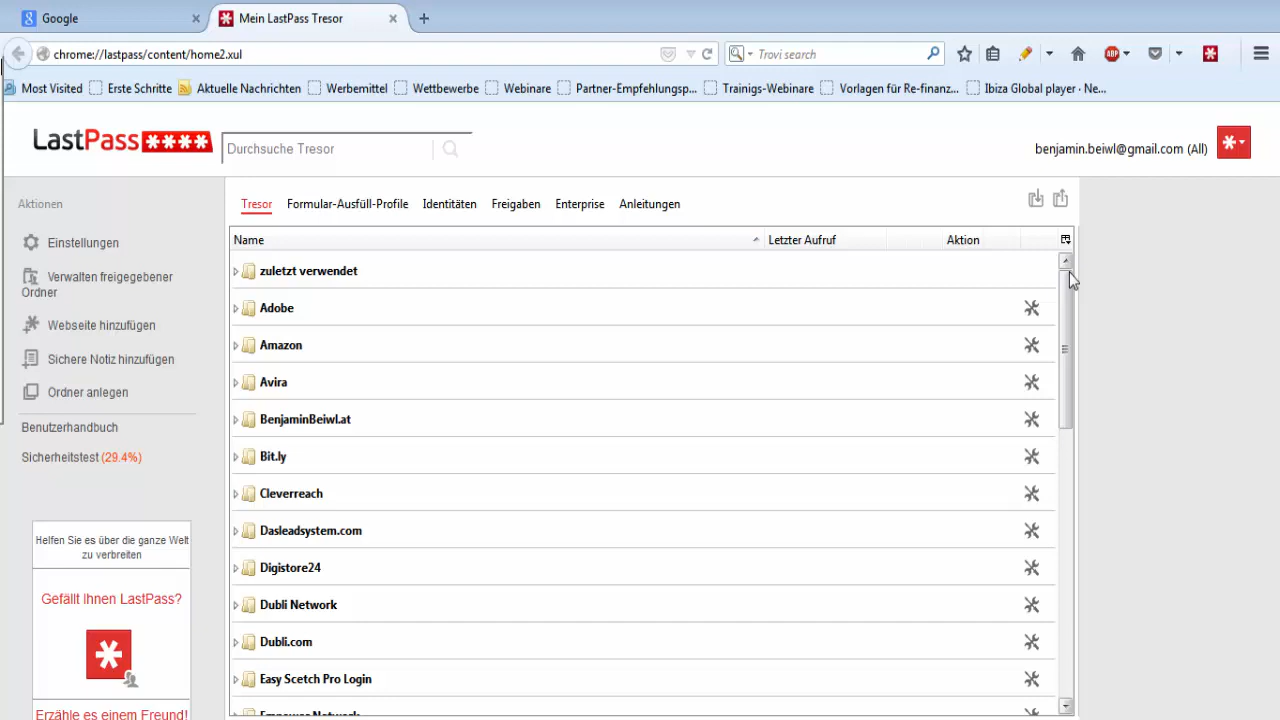 Google
Mein LastPass Tresor
chrome://lastpass/content/home2.xul
Trovi search
ABP
Most Visited
Erste Schritte
Aktuelle Nachrichten
Werbemittel
Wettbewerbe
Webinare
Partner-Empfehlungsp...
Trainigs-Webinare
Vorlagen für Re-finanz...
Ibiza Global player - Ne...
LastPass ****
Durchsuche Tresor
benjamin.beiwl@gmail.com (All)
Aktionen
Einstellungen
Verwalten freigegebener
Ordner
Webseite hinzufügen
Sichere Notiz hinzufügen
Ordner anlegen
Benutzerhandbuch
Sicherheitstest (29.4%)
Helfen Sie es über die ganze Welt
zu verbreiten
Gefällt Ihnen LastPass?
Erzähle es einem Freund!
Tresor
Formular-Ausfüll-Profile
Identitäten
Freigaben
Enterprise
Anleitungen
Name
Letzter Aufruf
Aktion
zuletzt verwendet
Adobe
Amazon
Avira
BenjaminBeiwl.at
Bit.ly
Cleverreach
Dasleadsystem.com
Digistore24
Dubli Network
Dubli.com
Easy Scetch Pro Login
Empower Network